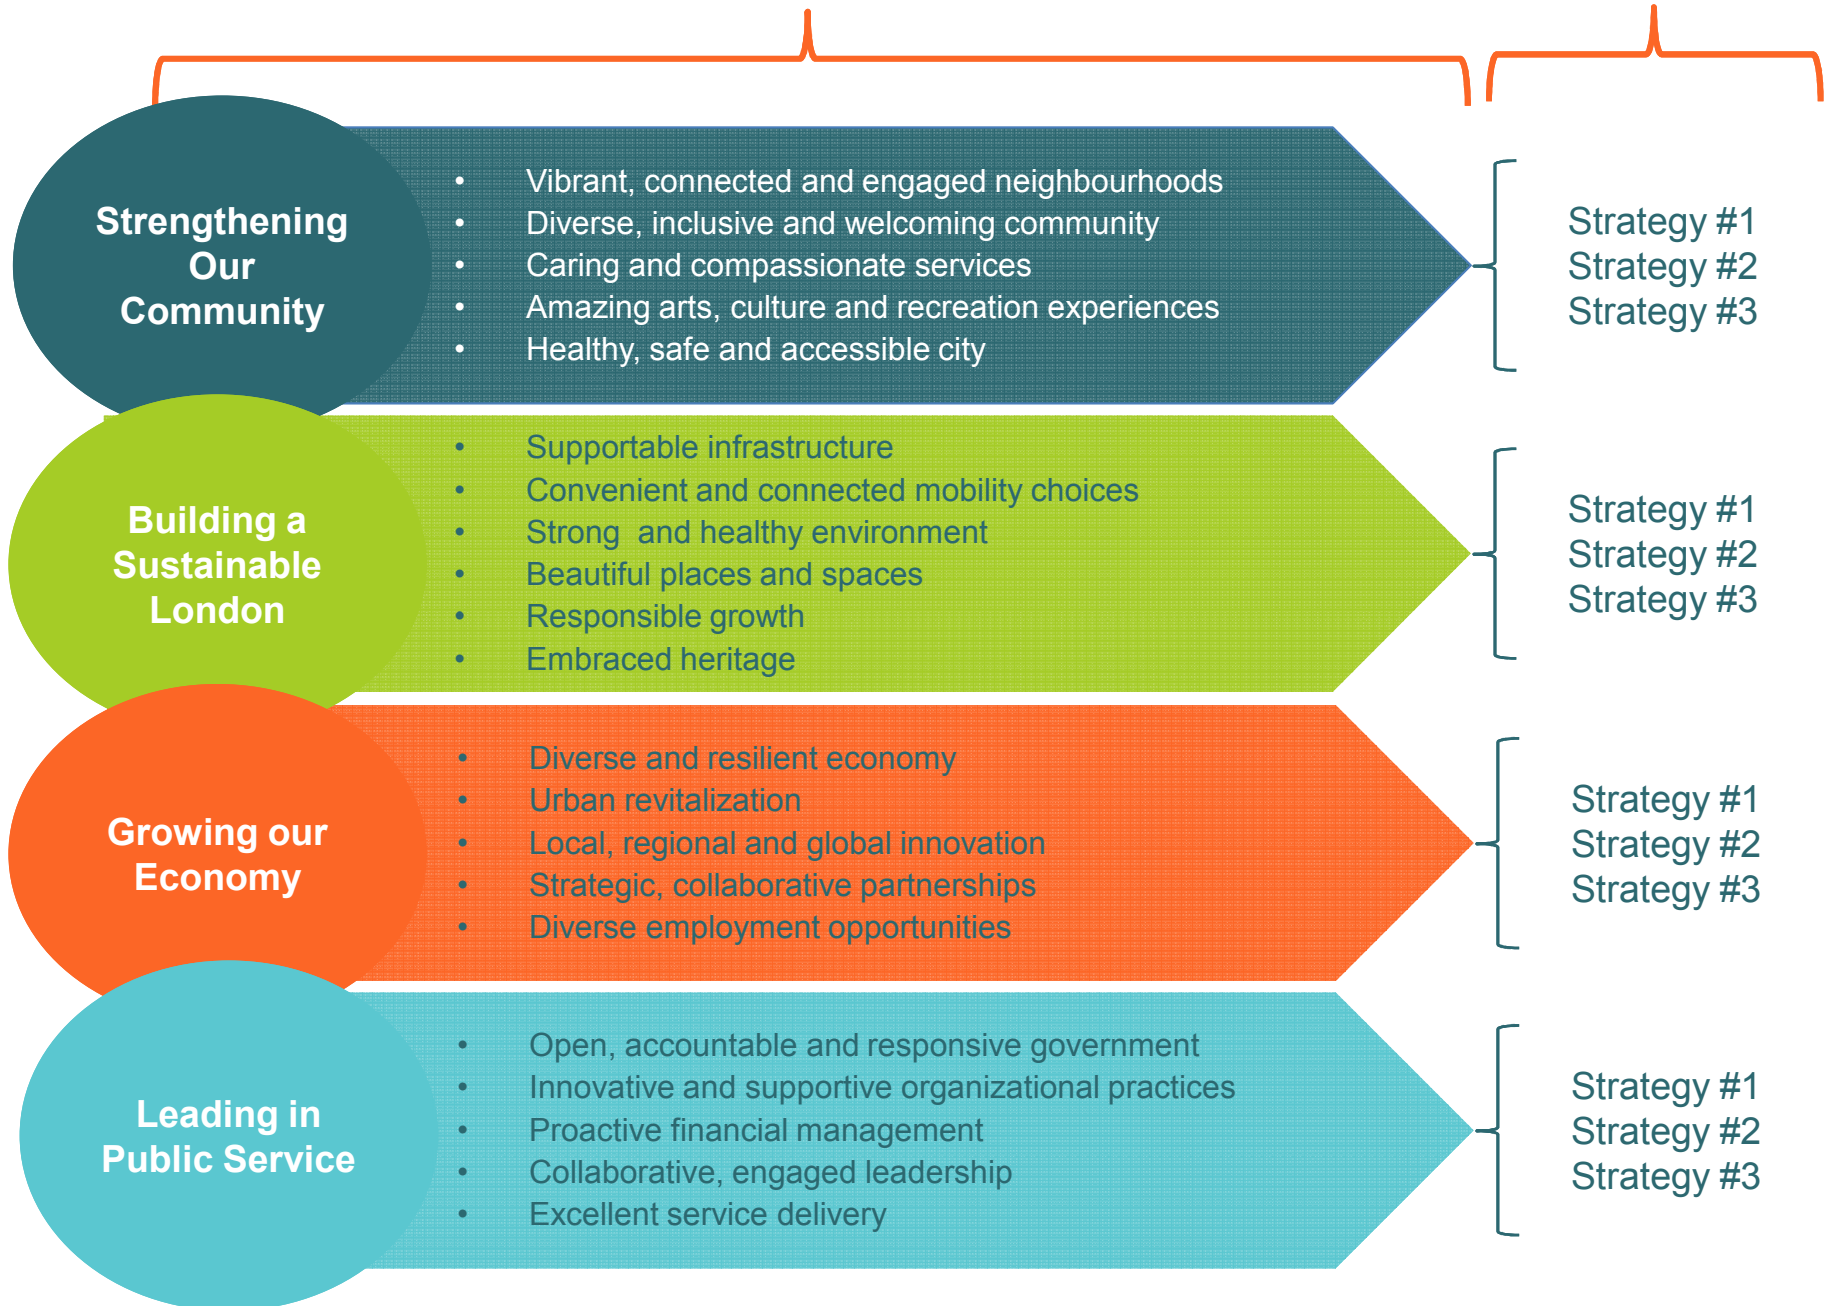 Strengthening
Our
Community
• Vibrant, connected and engaged neighbourhoods
• Diverse, inclusive and welcoming community
• Caring and compassionate services
• Amazing arts, culture and recreation experiences
• Healthy, safe and accessible city
Strategy #1
Strategy #2
Strategy #3
Building a
Sustainable
London
• Supportable infrastructure
• Convenient and connected mobility choices
• Strong  and healthy environment
• Beautiful places and spaces
• Responsible growth
• Embraced heritage
Strategy #1
Strategy #2
Strategy #3
Growing our
Economy
• Diverse and resilient economy
• Urban revitalization
• Local, regional and global innovation
• Strategic, collaborative partnerships
• Diverse employment opportunities
Strategy #1
Strategy #2
Strategy #3
Leading in
Public Service
• Open, accountable and responsive government
• Innovative and supportive organizational practices
• Proactive financial management
• Collaborative, engaged leadership
• Excellent service delivery
Strategy #1
Strategy #2
Strategy #3